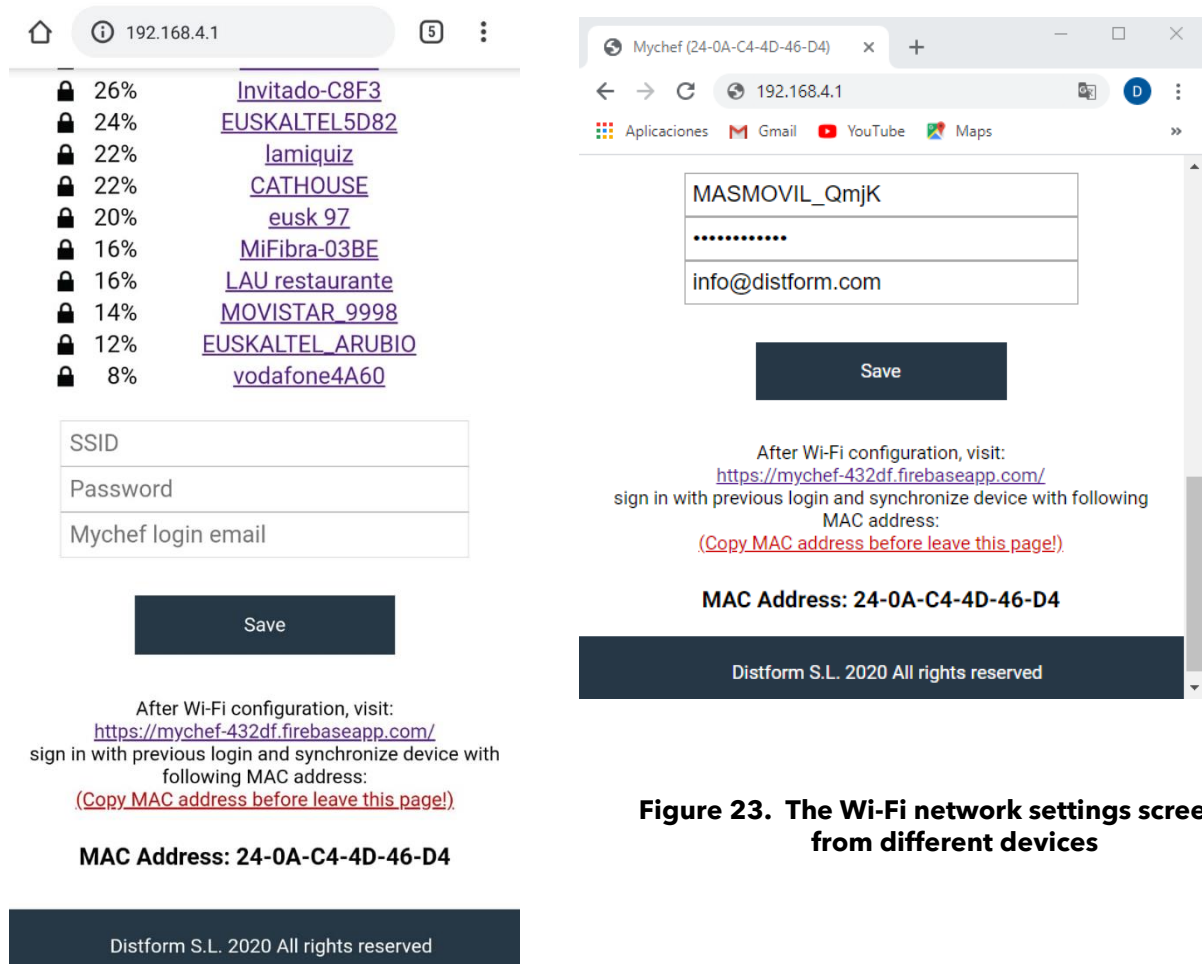 192.168.4.1
5
26% Invitado-C8F3
24% EUSKALTEL5D82
22% lamiquiz
22% CATHOUSE
20% eusk 97
16% MiFibra-03BE
16% LAU restaurante
14% MOVISTAR_9998
12% EUSKALTEL_ARUBIO
8% vodafone4A60
SSID
Password
Mychef login email
Save
After Wi-Fi configuration, visit:
https://mychef-432df.firebaseapp.com/
sign in with previous login and synchronize device with
following MAC address:
(Copy MAC address before leave this page!)
MAC Address: 24-0A-C4-4D-46-D4
Distform S.L. 2020 All rights reserved
Mychef (24-0A-C4-4D-46-D4)
192.168.4.1
D
Aplicaciones Gmail YouTube Maps
MASMOVIL_QmjK
••••••••••••
info@distform.com
Save
After Wi-Fi configuration, visit:
https://mychef-432df.firebaseapp.com/
sign in with previous login and synchronize device with following
MAC address:
(Copy MAC address before leave this page!)
MAC Address: 24-0A-C4-4D-46-D4
Distform S.L. 2020 All rights reserved
Figure 23. The Wi-Fi network settings scree
from different devices